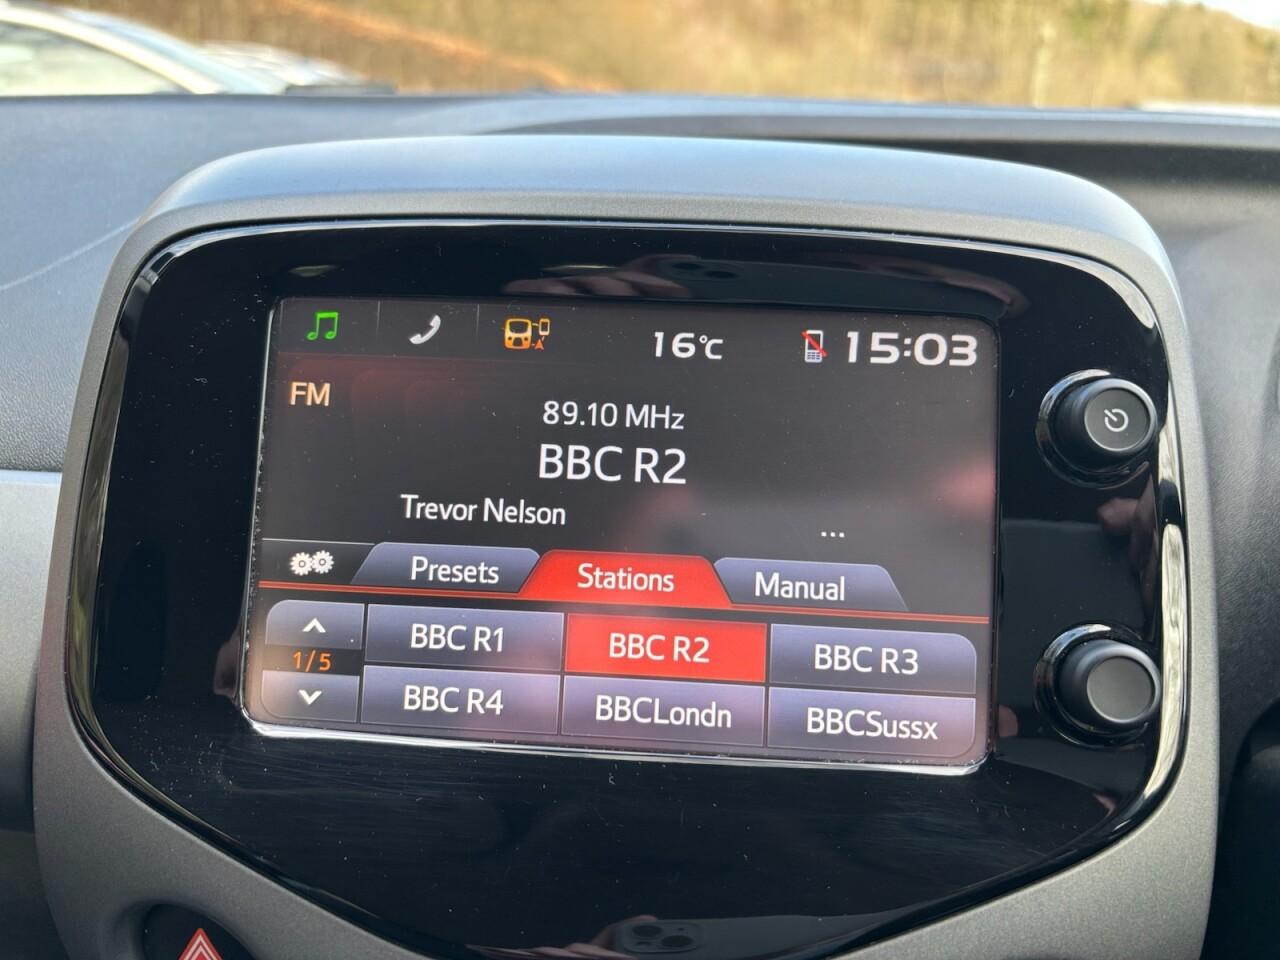 16°C 15:03
FM
89.10 MHz
BBC R2
Trevor Nelson
...
Presets Stations Manual
BBC R1 BBC R2 BBC R3
1/5
BBC R4 BBCLondn BBCSussx